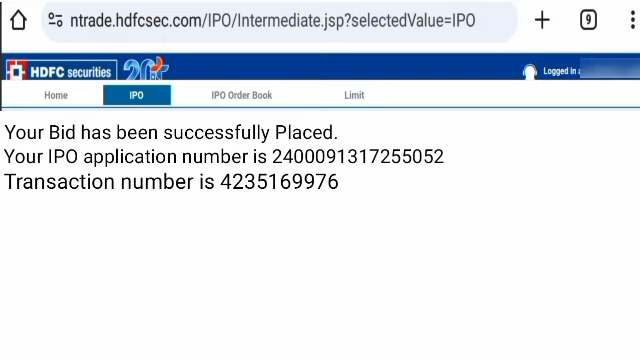 ntrade.hdfcsec.com/IPO/Intermediate.jsp?selectedValue=IPO
9
HDFC securities
Logged in
Home IPO IPO Order Book Limit
Your Bid has been successfully Placed.
Your IPO application number is 2400091317255052
Transaction number is 4235169976